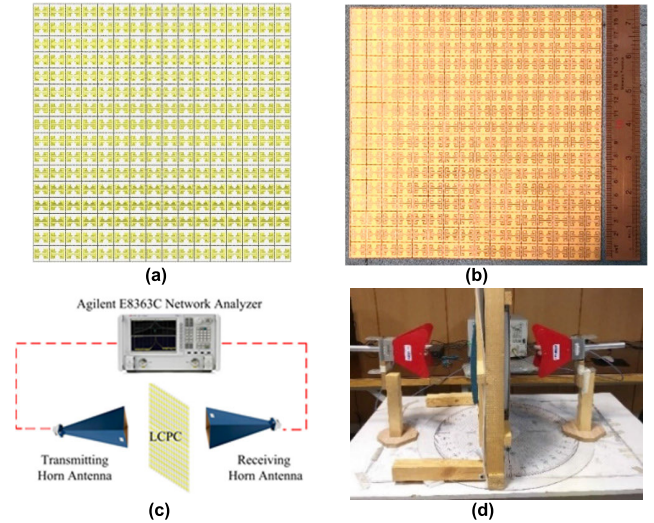 (a)
(b)
Agilent E8363C Network Analyzer
LCPC
Transmitting
Horn Antenna
Receiving
Horn Antenna
(c)
(d)